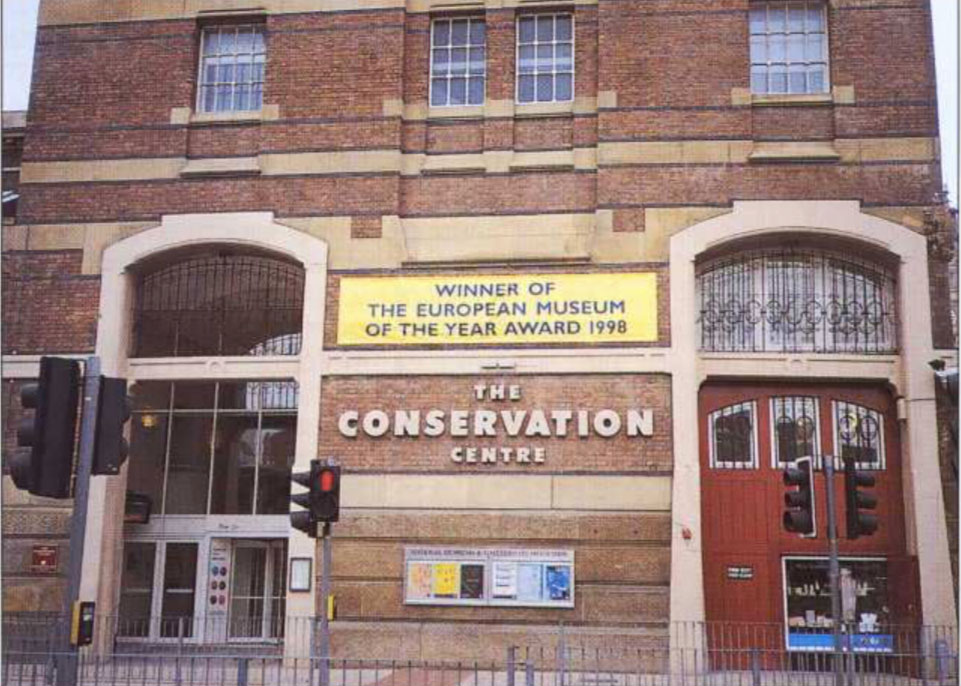 WINNER OF
THE EUROPEAN MUSEUM
OF THE YEAR AWARD 1998
THE
CONSERVATION
CENTRE